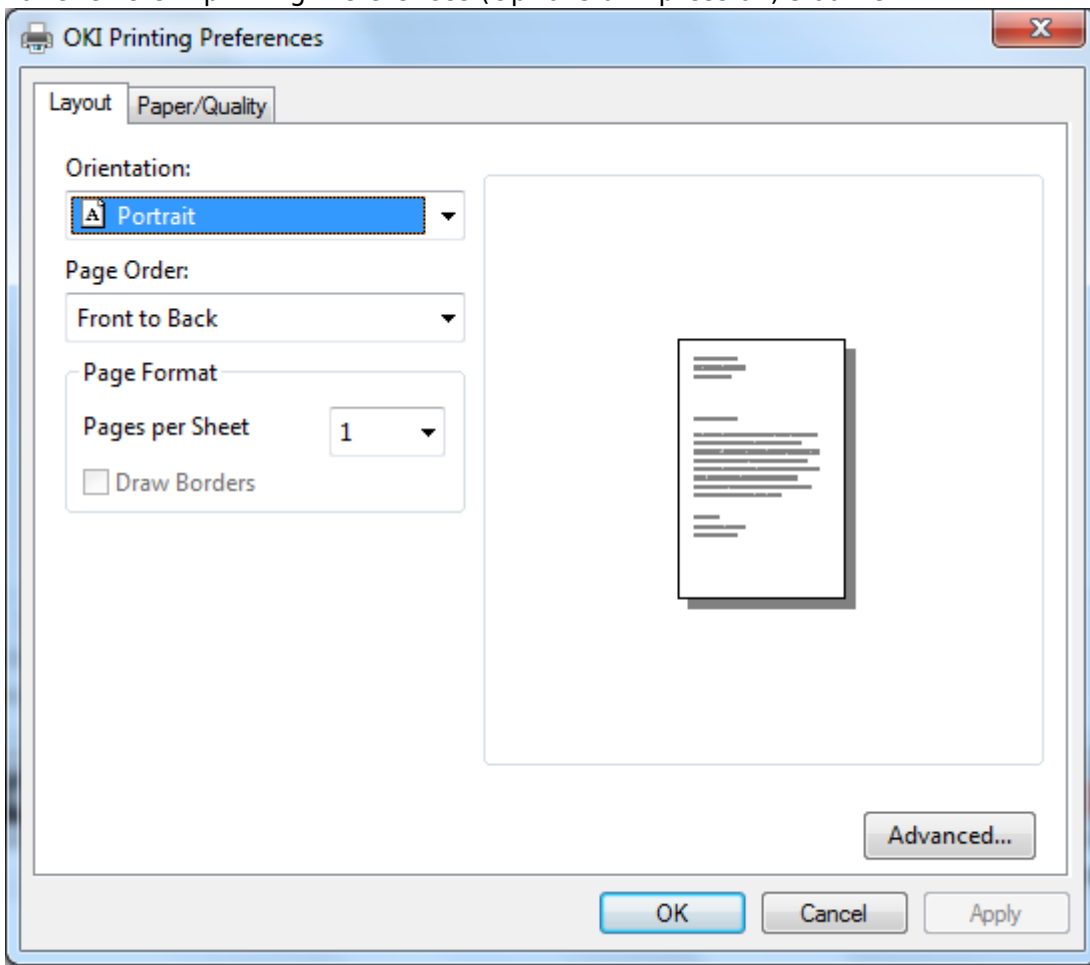 OKI Printing Preferences
Layout
Paper/Quality
Orientation:
Portrait
Page Order:
Front to Back
Page Format
Pages per Sheet
1
Draw Borders
Advanced...
OK
Cancel
Apply